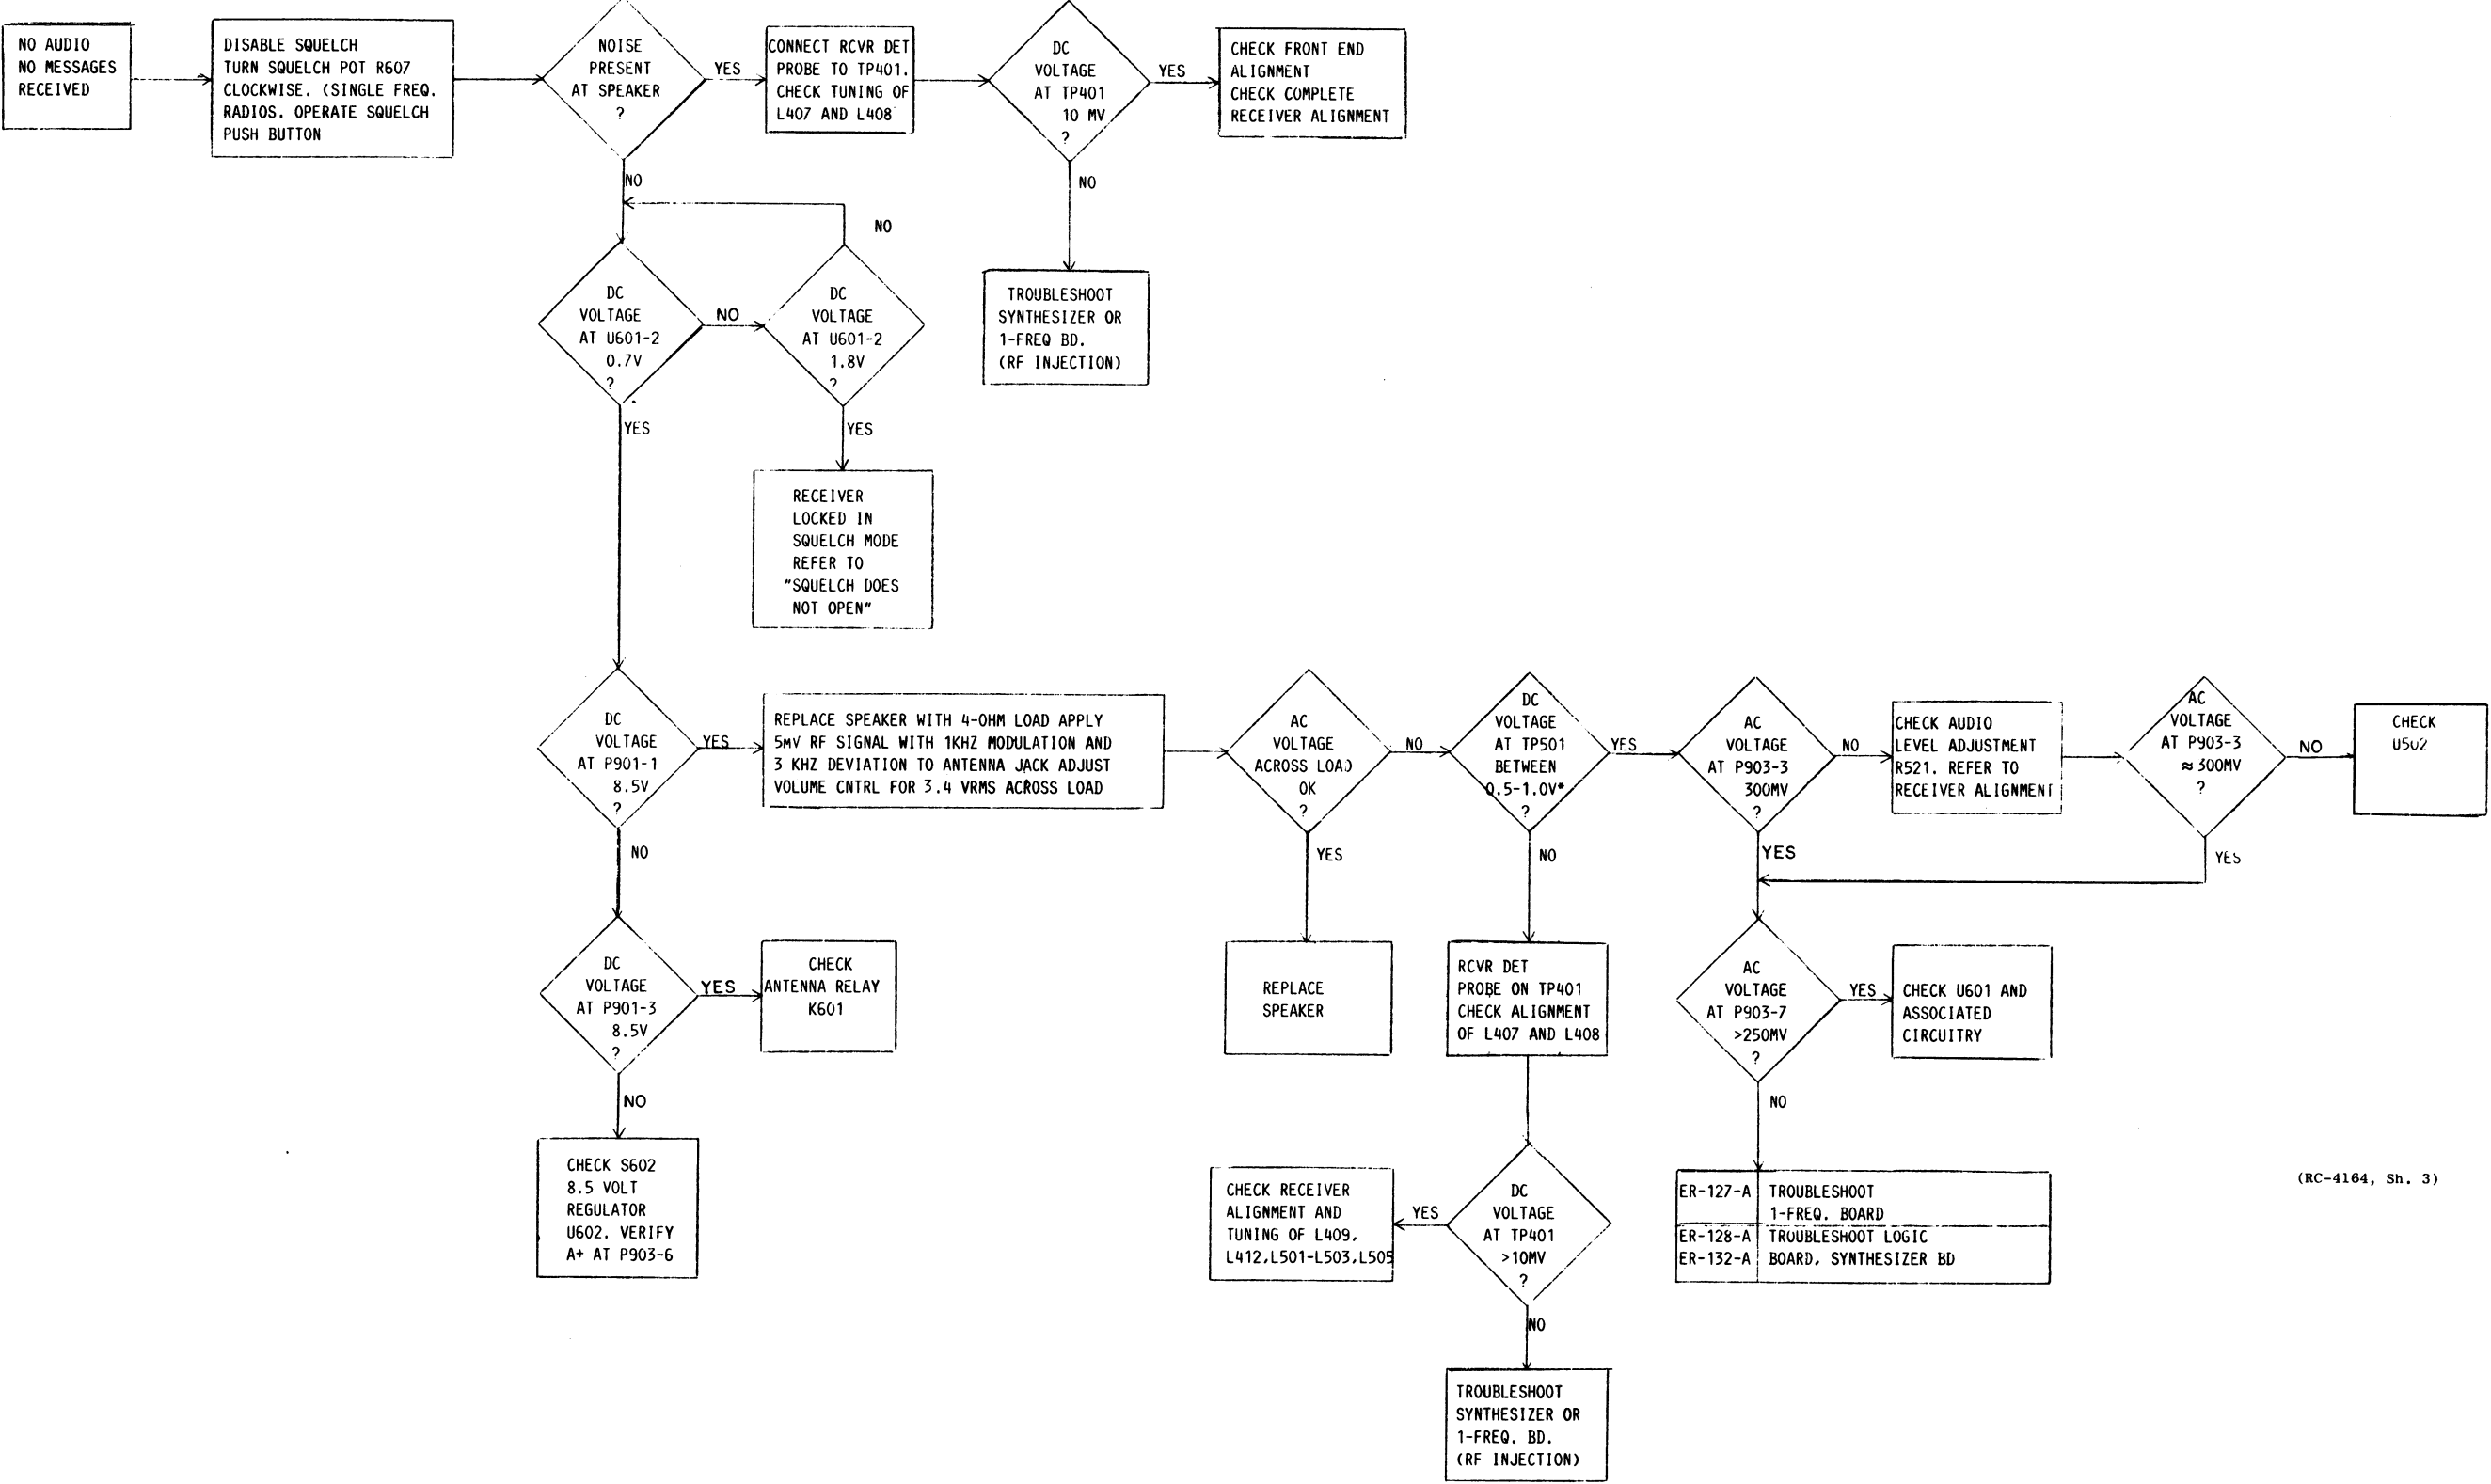 NO AUDIO
NO MESSAGES
RECEIVED
DISABLE SQUELCH
TURN SQUELCH POT R607
CLOCKWISE. (SINGLE FREQ.
RADIOS. OPERATE SQUELCH
PUSH BUTTON
NOISE
PRESENT
AT SPEAKER
?
YES
NO
CONNECT RCVR DET
PROBE TO TP401.
CHECK TUNING OF
L407 AND L408
DC
VOLTAGE
AT TP401
10 MV
?
YES
NO
CHECK FRONT END
ALIGNMENT
CHECK COMPLETE
RECEIVER ALIGNMENT
TROUBLESHOOT
SYNTHESIZER OR
1-FREQ BD.
(RF INJECTION)
DC
VOLTAGE
AT U601-2
0.7V
?
NO
YES
DC
VOLTAGE
AT U601-2
1.8V
?
NO
YES
RECEIVER
LOCKED IN
SQUELCH MODE
REFER TO
"SQUELCH DOES
NOT OPEN"
DC
VOLTAGE
AT P901-1
8.5V
?
YES
NO
REPLACE SPEAKER WITH 4-OHM LOAD APPLY
5MV RF SIGNAL WITH 1KHZ MODULATION AND
3 KHZ DEVIATION TO ANTENNA JACK ADJUST
VOLUME CNTRL FOR 3.4 VRMS ACROSS LOAD
AC
VOLTAGE
ACROSS LOAD
OK
?
NO
YES
DC
VOLTAGE
AT TP501
BETWEEN
0.5-1.0V*
?
YES
NO
AC
VOLTAGE
AT P903-3
300MV
?
NO
YES
CHECK AUDIO
LEVEL ADJUSTMENT
R521. REFER TO
RECEIVER ALIGNMENT
AC
VOLTAGE
AT P903-3
≈ 300MV
?
NO
YES
CHECK
U502
DC
VOLTAGE
AT P901-3
8.5V
?
YES
NO
CHECK
ANTENNA RELAY
K601
CHECK S602
8.5 VOLT
REGULATOR
U602. VERIFY
A+ AT P903-6
REPLACE
SPEAKER
RCVR DET
PROBE ON TP401
CHECK ALIGNMENT
OF L407 AND L408
AC
VOLTAGE
AT P903-7
>250MV
?
YES
NO
CHECK U601 AND
ASSOCIATED
CIRCUITRY
CHECK RECEIVER
ALIGNMENT AND
TUNING OF L409,
L412,L501-L503,L505
YES
DC
VOLTAGE
AT TP401
>10MV
?
NO
ER-127-A TROUBLESHOOT
1-FREQ. BOARD
ER-128-A TROUBLESHOOT LOGIC
ER-132-A BOARD, SYNTHESIZER BD
(RC-4164, Sh. 3)
TROUBLESHOOT
SYNTHESIZER OR
1-FREQ. BD.
(RF INJECTION)